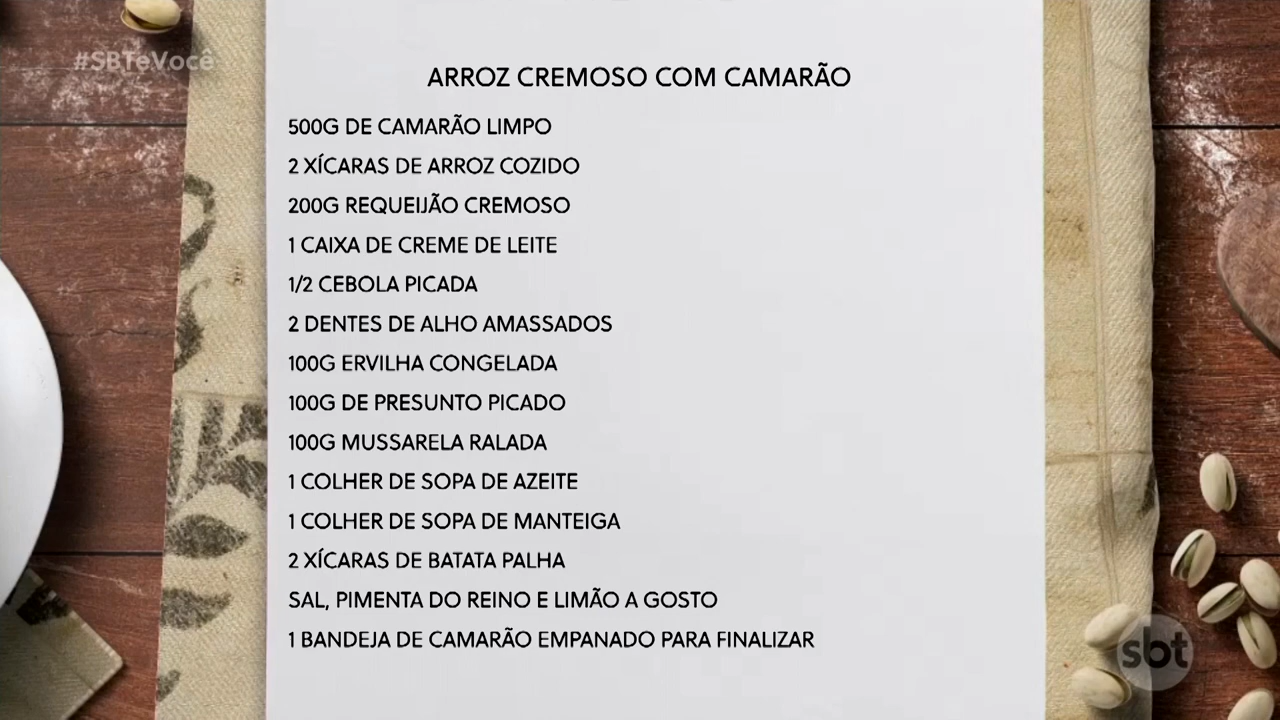 #SBTeVocê
ARROZ CREMOSO COM CAMARÃO
500G DE CAMARÃO LIMPO
2 XÍCARAS DE ARROZ COZIDO
200G REQUEIJÃO CREMOSO
1 CAIXA DE CREME DE LEITE
1/2 CEBOLA PICADA
2 DENTES DE ALHO AMASSADOS
100G ERVILHA CONGELADA
100G DE PRESUNTO PICADO
100G MUSSARELA RALADA
1 COLHER DE SOPA DE AZEITE
1 COLHER DE SOPA DE MANTEIGA
2 XÍCARAS DE BATATA PALHA
SAL, PIMENTA DO REINO E LIMÃO A GOSTO
1 BANDEJA DE CAMARÃO EMPANADO PARA FINALIZAR
sbt